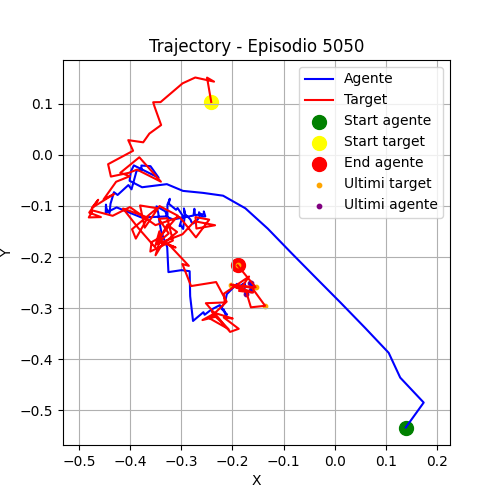 Trajectory - Episodio 5050
Agente
Target
Start agente
Start target
End agente
Ultimi target
Ultimi agente
0.1
0.0
−0.1
−0.2
−0.3
−0.4
−0.5
Y
−0.5
−0.4
−0.3
−0.2
−0.1
0.0
0.1
0.2
X